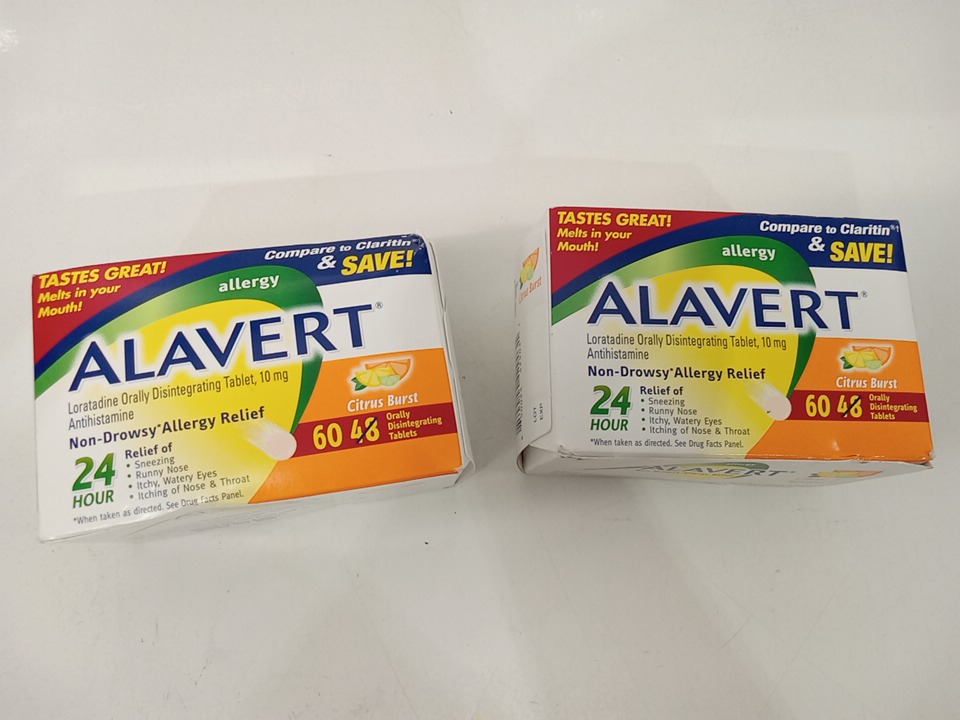 TASTES GREAT!
Melts in your
Mouth!
Compare to Claritin®†
& SAVE!
allergy
ALAVERT®
Loratadine Orally Disintegrating Tablet, 10 mg
Antihistamine
Non-Drowsy*Allergy Relief
24
HOUR
Relief of
• Sneezing
• Runny Nose
• Itchy, Watery Eyes
• Itching of Nose & Throat
*When taken as directed. See Drug Facts Panel.
Citrus Burst
60 48
Orally
Disintegrating
Tablets
TASTES GREAT!
Melts in your
Mouth!
Compare to Claritin®†
& SAVE!
allergy
ALAVERT®
Loratadine Orally Disintegrating Tablet, 10 mg
Antihistamine
Non-Drowsy*Allergy Relief
24
HOUR
Relief of
• Sneezing
• Runny Nose
• Itchy, Watery Eyes
• Itching of Nose & Throat
*When taken as directed. See Drug Facts Panel.
Citrus Burst
60 48
Orally
Disintegrating
Tablets
Citrus Burst
LOT
EXP
ALAVERT®